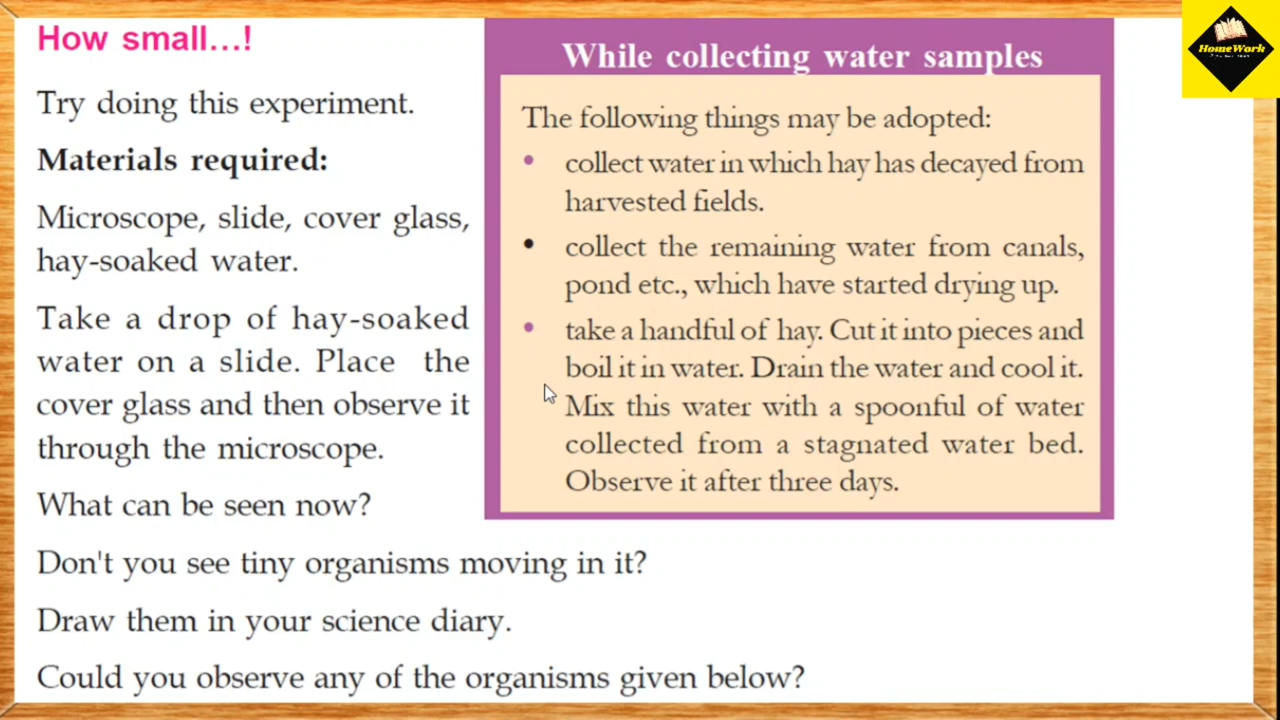 How small...!
Try doing this experiment.
Materials required:
Microscope, slide, cover glass,
hay-soaked water.
Take a drop of hay-soaked
water on a slide. Place the
cover glass and then observe it
through the microscope.
What can be seen now?
Don't you see tiny organisms moving in it?
Draw them in your science diary.
Could you observe any of the organisms given below?
While collecting water samples
The following things may be adopted:
• collect water in which hay has decayed from
harvested fields.
• collect the remaining water from canals,
pond etc., which have started drying up.
• take a handful of hay. Cut it into pieces and
boil it in water. Drain the water and cool it.
Mix this water with a spoonful of water
collected from a stagnated water bed.
Observe it after three days.
HomeWork